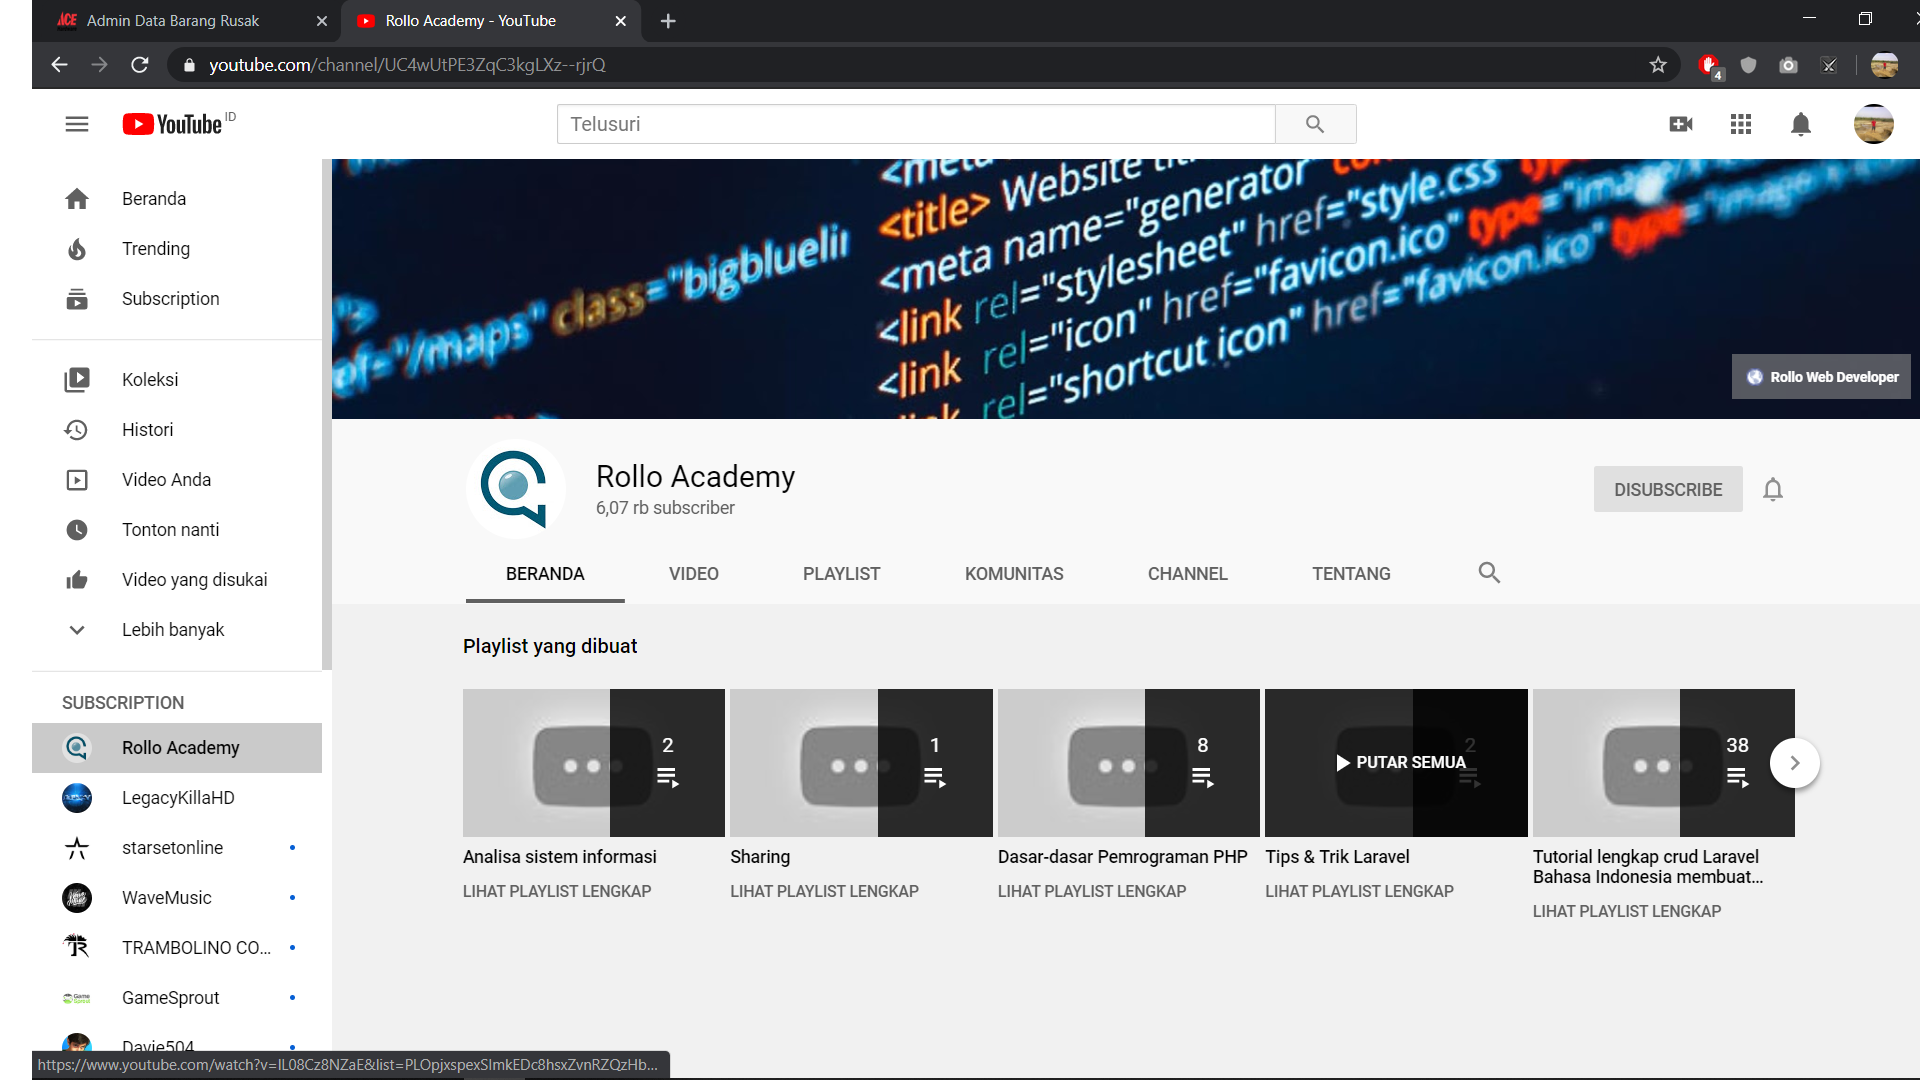 ACE Admin Data Barang Rusak
Rollo Academy - YouTube
youtube.com/channel/UC4wUtPE3ZqC3kgLXz--rjrQ
4
YouTube ID
Telusuri
Beranda
Trending
Subscription
Koleksi
Histori
Video Anda
Tonton nanti
Video yang disukai
Lebih banyak
SUBSCRIPTION
Rollo Academy
LegacyKillaHD
starsetonline
WaveMusic
TRAMBOLINO CO...
GameSprout
Davie504
https://www.youtube.com/watch?v=IL08Cz8NZaE&list=PLOpjxspexSlmkEDc8hsxZvnRZQzHb...
"/maps" class="bigbluelin
<meta
<title> Website
<meta name="generator"
<link rel="stylesheet" href="style.css"
<link rel="icon" href="favicon.ico" type="image/
<link rel="shortcut icon" href="favicon.ico" type="image
Rollo Web Developer
Rollo Academy
6,07 rb subscriber
DISUBSCRIBE
BERANDA
VIDEO
PLAYLIST
KOMUNITAS
CHANNEL
TENTANG
Playlist yang dibuat
2
Analisa sistem informasi
LIHAT PLAYLIST LENGKAP
1
Sharing
LIHAT PLAYLIST LENGKAP
8
Dasar-dasar Pemrograman PHP
LIHAT PLAYLIST LENGKAP
PUTAR SEMUA
2
Tips & Trik Laravel
LIHAT PLAYLIST LENGKAP
38
Tutorial lengkap crud Laravel
Bahasa Indonesia membuat...
LIHAT PLAYLIST LENGKAP